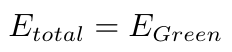 E_{total} = E_{Green}